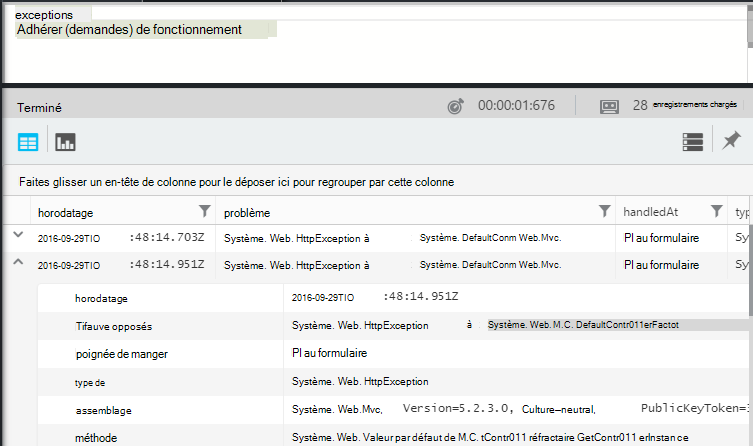 exceptions
Adhérer (demandes) de fonctionnement
Terminé 00:00:01:676 28 enregistrements chargés
Faites glisser un en-tête de colonne pour le déposer ici pour regrouper par cette colonne
horodatage problème handledAt typ
2016-09-29TIO :48:14.703Z Système. Web. HttpException à Système. DefaultConm Web.Mvc. Pl au formulaire Sy
2016-09-29TIO :48:14.951Z Système. Web. HttpException à Système. DefaultConm Web.Mvc. Pl au formulaire Sy
horodatage 2016-09-29TIO :48:14.951Z
Tifauve opposés Système. Web. HttpException à Système. Web. M.C. DefaultContr011erFactot
poignée de manger Pl au formulaire
type de Système. Web. HttpException
assemblage Système. Web.Mvc, Version=5.2.3.0, Culture—neutral, PublicKeyToken=3
méthode Système. Web. Valeur par défaut de M.C. tContr011 réfractaire GetContr011 erInstan ce